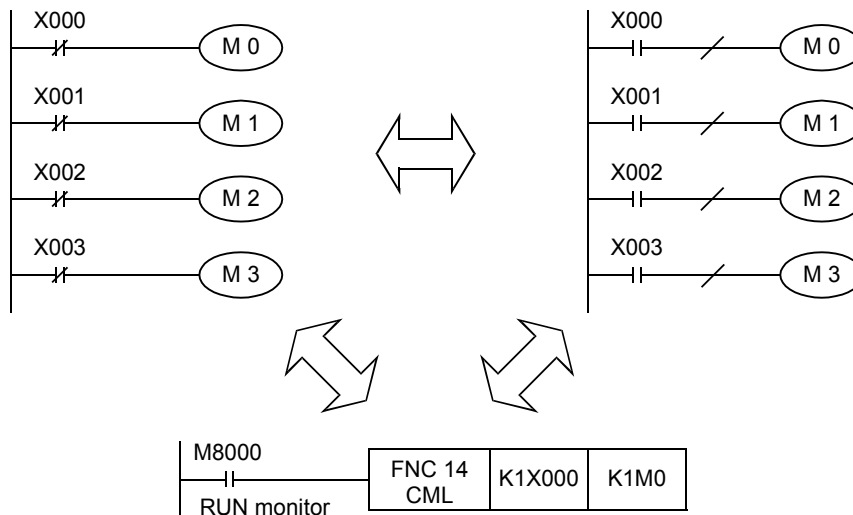 X000
M 0
X001
M 1
X002
M 2
X003
M 3
X000
M 0
X001
M 1
X002
M 2
X003
M 3
M8000
RUN monitor
FNC 14
CML
K1X000
K1M0